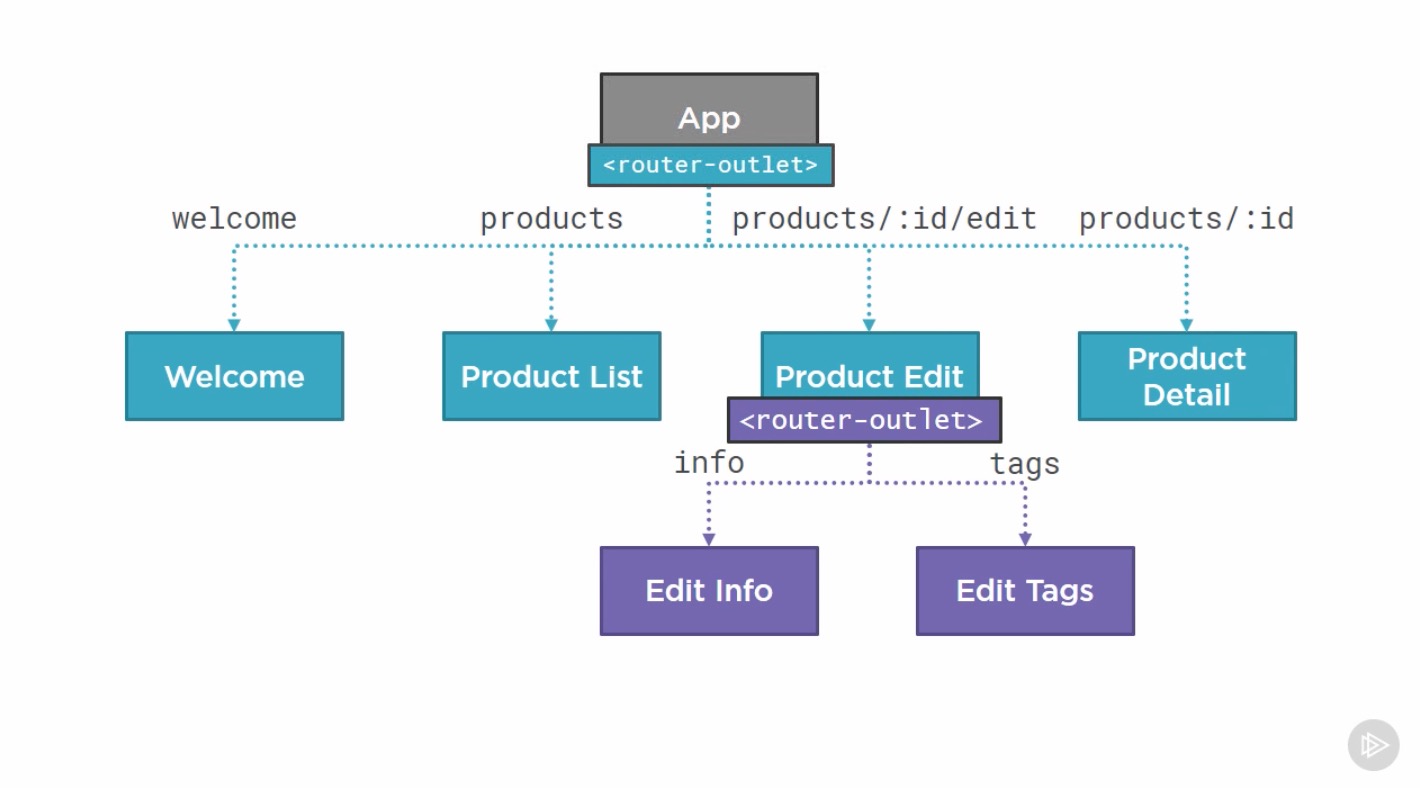 App
<router-outlet>
welcome
products
products/:id/edit
products/:id
Welcome
Product List
Product Edit
Product
Detail
<router-outlet>
info
tags
Edit Info
Edit Tags